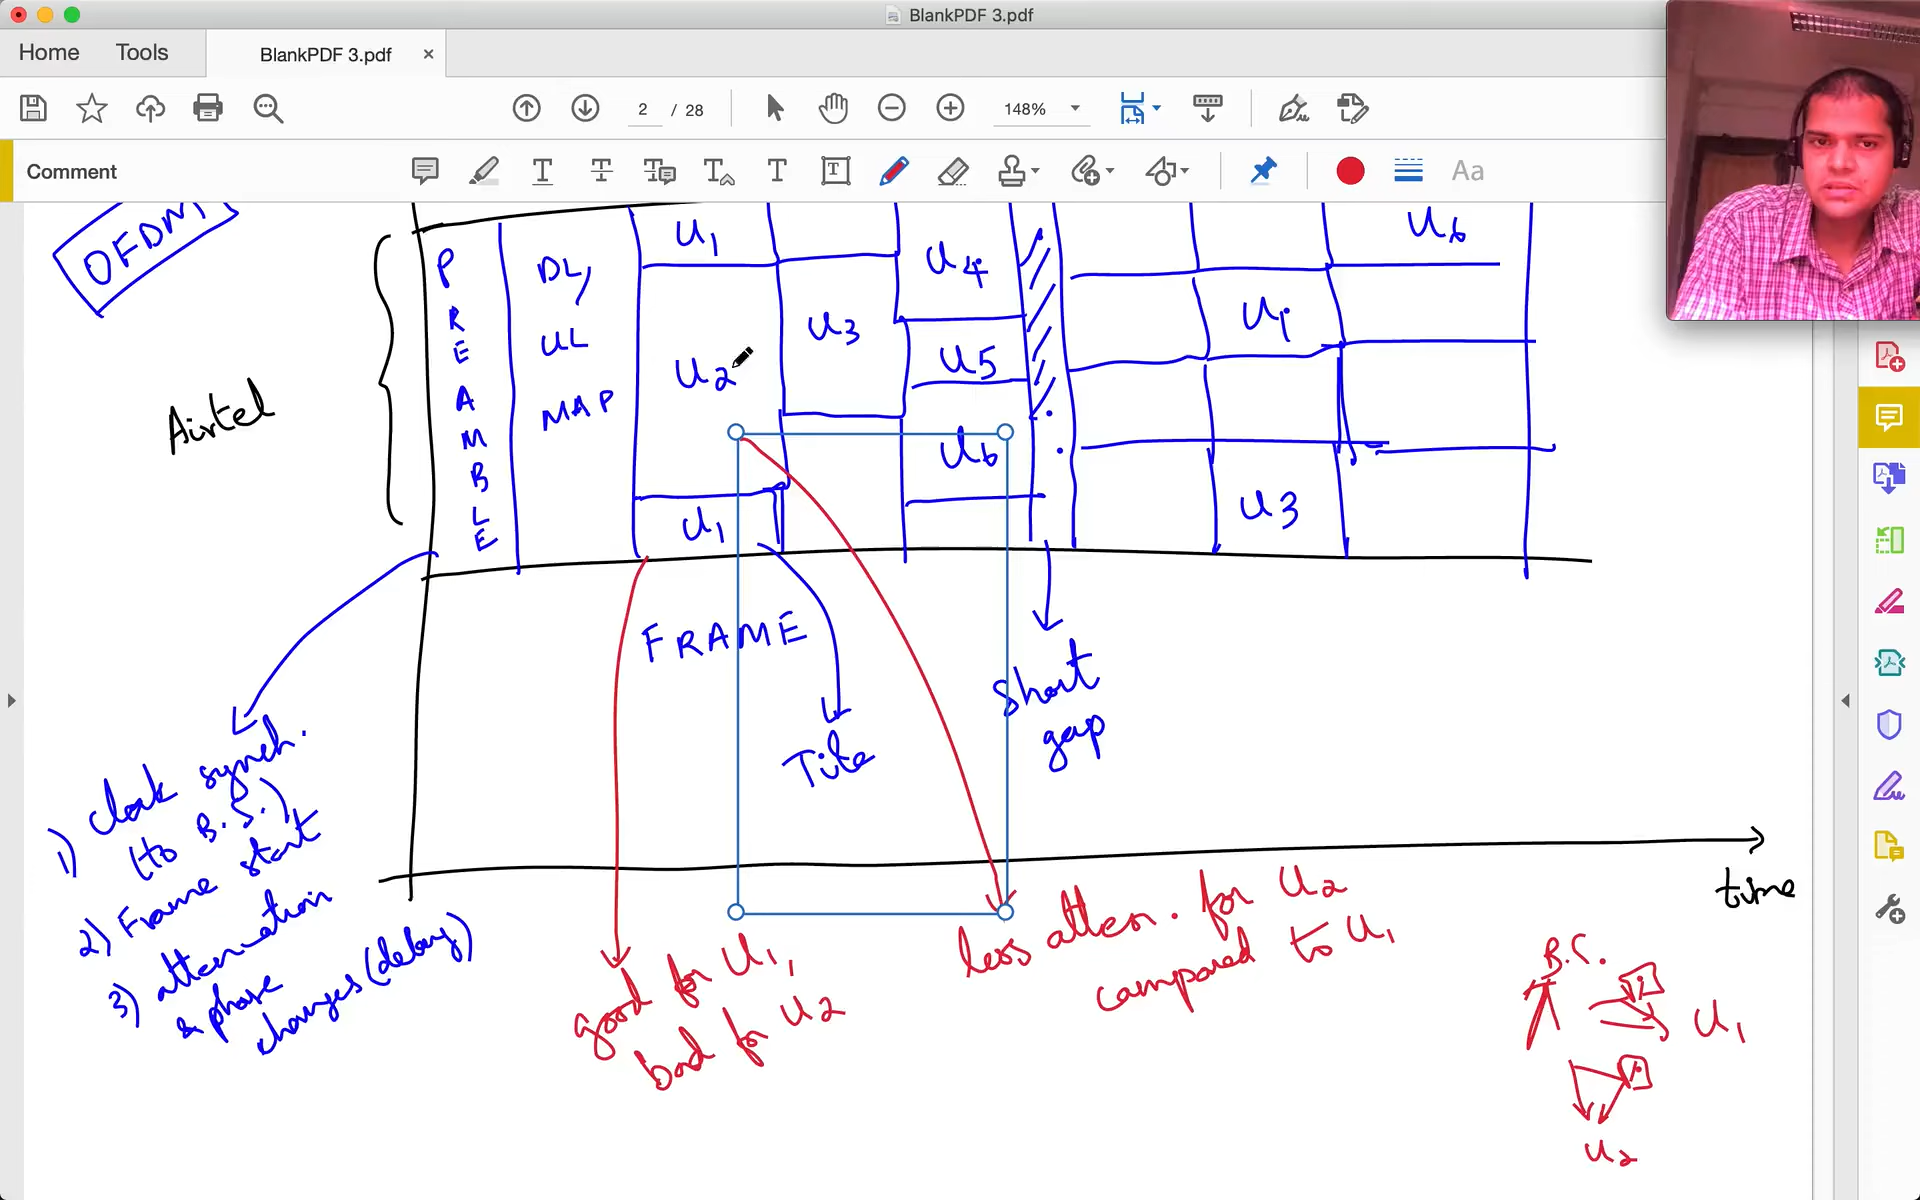 BlankPDF 3.pdf
Home
Tools
BlankPDF 3.pdf
2 / 28
148%
Comment
Aa
OFDM
Airtel
PREAMBLE
DL/
UL
MAP
U1
U2
U1
U3
U4
U5
U6
U1
U3
U6
FRAME
Tile
Short
gap
time
1) clock synch.
(to B.S.)
2) Frame start
3) attenuation
& phase
changes (delay)
good for U1,
bad for U2
less atten. for U2
compared to U1
B.S.
U1
U2